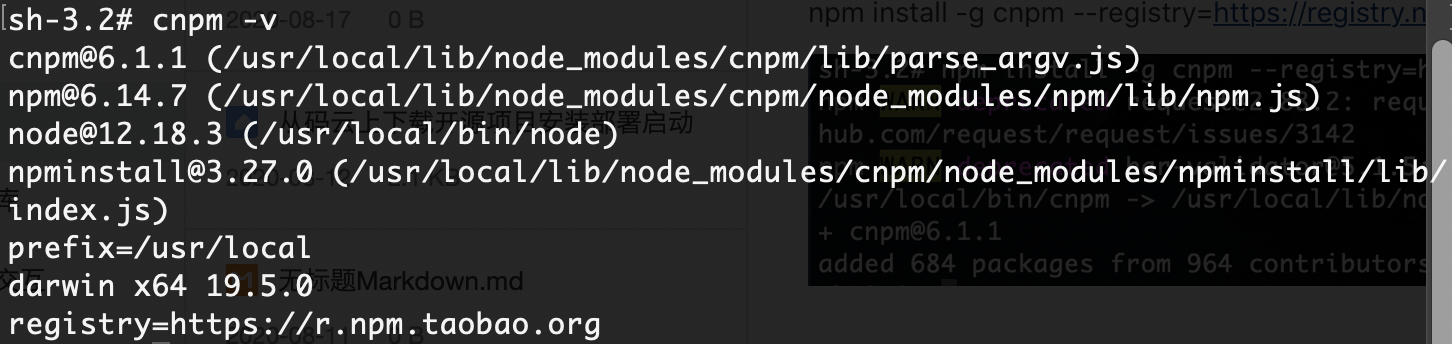 sh-3.2# cnpm -v
cnpm@6.1.1 (/usr/local/lib/node_modules/cnpm/lib/parse_argv.js)
npm@6.14.7 (/usr/local/lib/node_modules/cnpm/node_modules/npm/lib/npm.js)
node@12.18.3 (/usr/local/bin/node)
npminstall@3.27.0 (/usr/local/lib/node_modules/cnpm/node_modules/npminstall/lib/
index.js)
prefix=/usr/local
darwin x64 19.5.0
registry=https://r.npm.taobao.org
2020-08-17 0 B
从码云上下载开源项目安装部署启动
无标题Markdown.md
2020-08-11 0 B
npm install -g cnpm --registry=https://registry.n
sh-3.2# npm install -g cnpm --registry=h
hub.com/request/request/issues/3142
/usr/local/bin/cnpm -> /usr/local/lib/no
+ cnpm@6.1.1
added 684 packages from 964 contributors